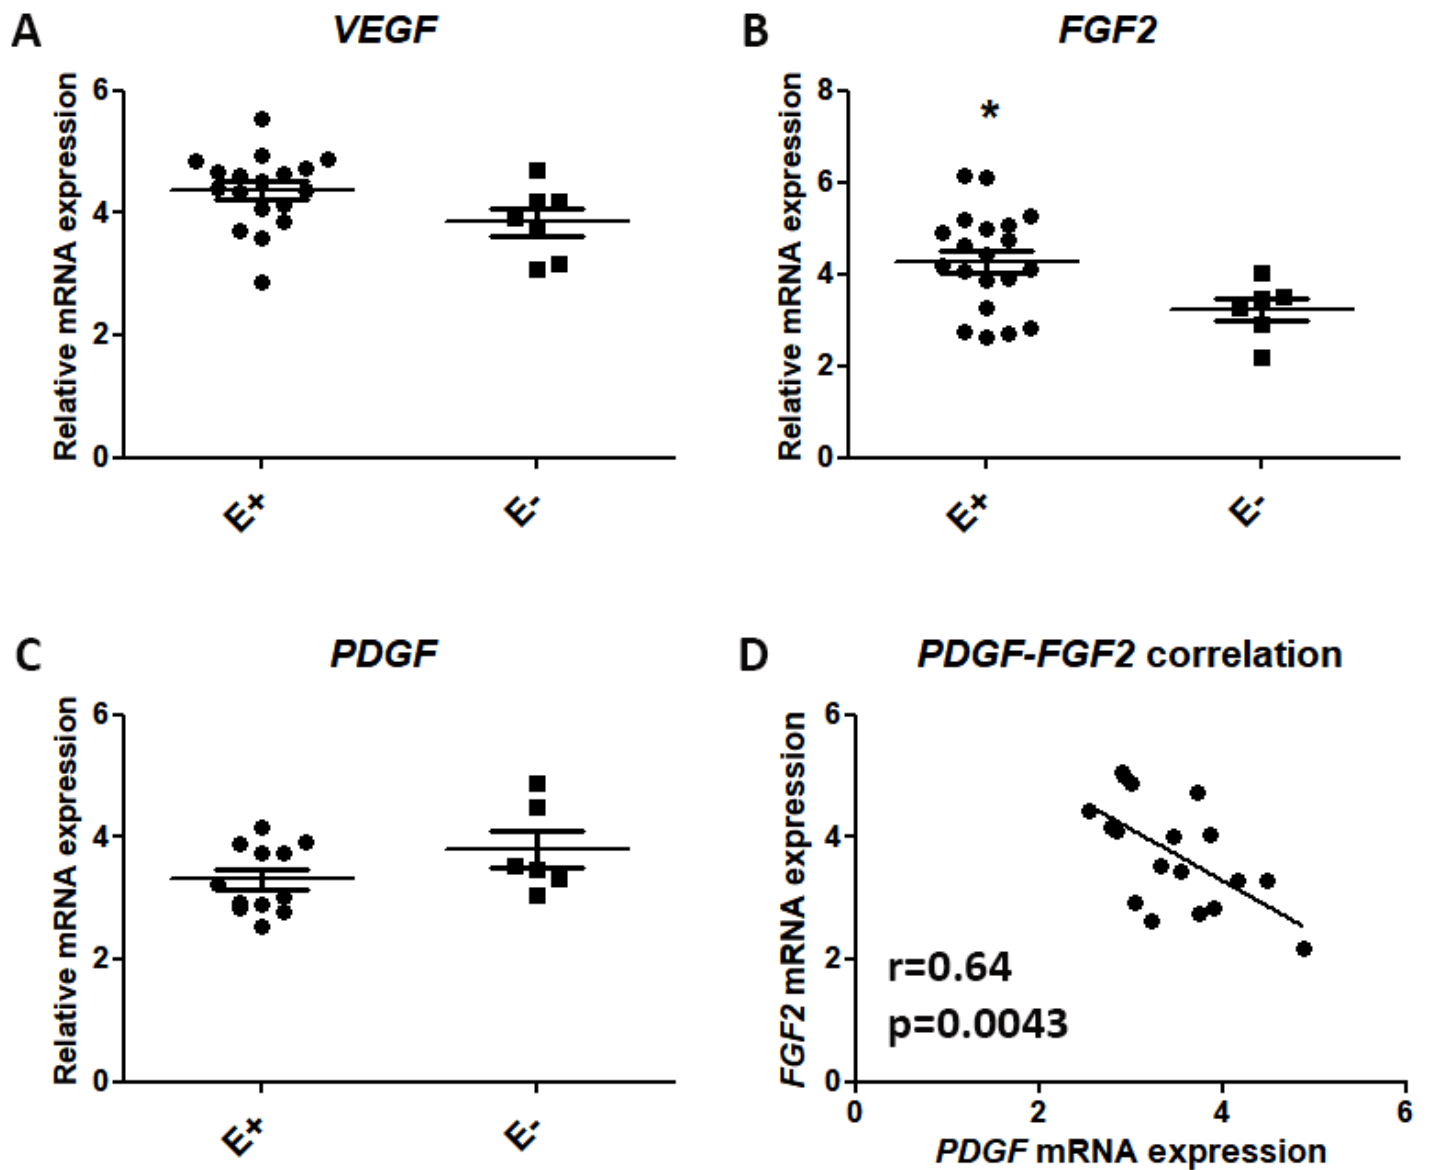 A
VEGF
Relative mRNA expression
6
4
2
0
E+
E-
B
FGF2
*
Relative mRNA expression
8
6
4
2
0
E+
E-
C
PDGF
Relative mRNA expression
6
4
2
0
E+
E-
D
PDGF-FGF2 correlation
FGF2 mRNA expression
6
4
2
0
r=0.64
p=0.0043
0 2 4 6
PDGF mRNA expression